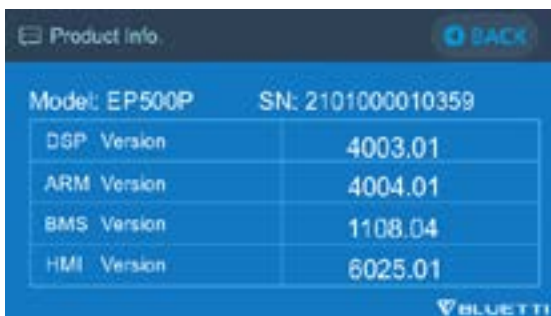 Product Info.
BACK
Model: EP500P SN: 2101000010359
DSP Version 4003.01
ARM Version 4004.01
BMS Version 1108.04
HMI Version 6025.01
BLUETTI